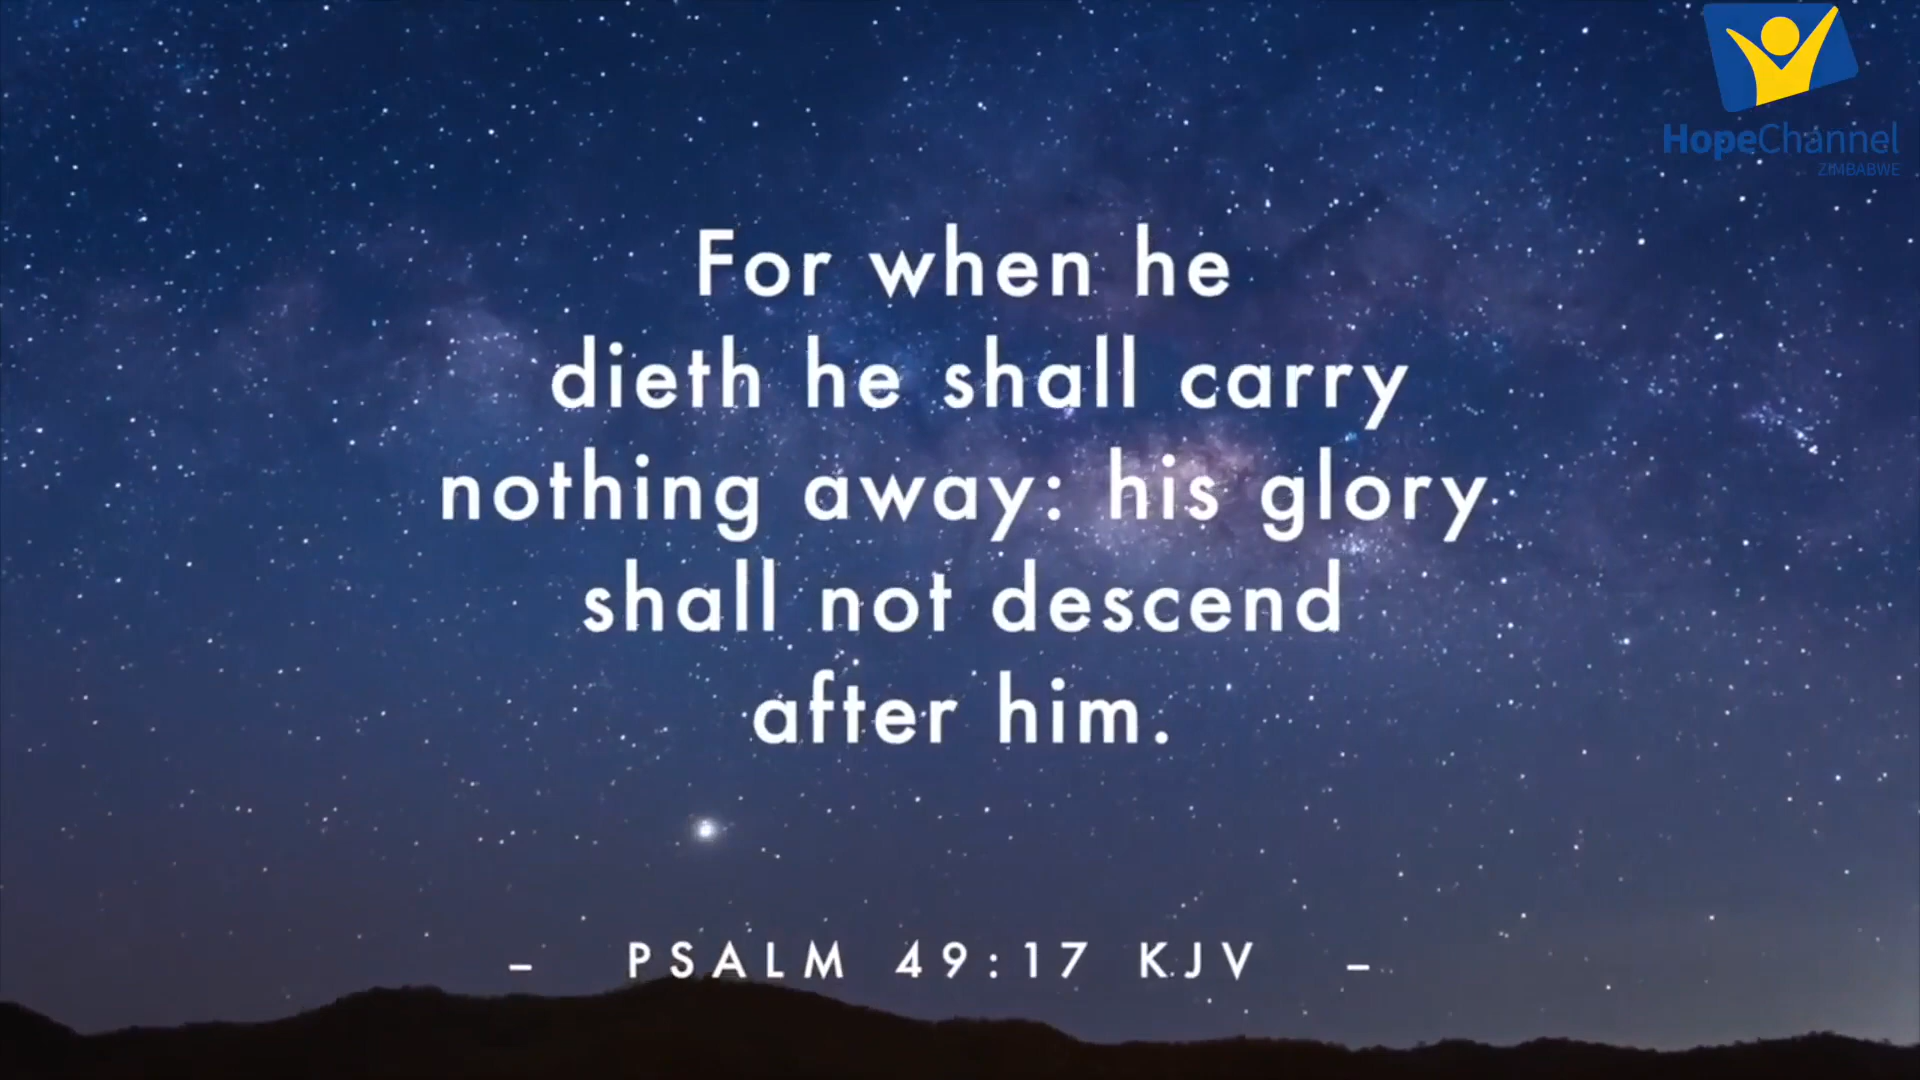 HopeChannel
ZIMBABWE
For when he
dieth he shall carry
nothing away: his glory
shall not descend
after him.
– PSALM 49:17 KJV –